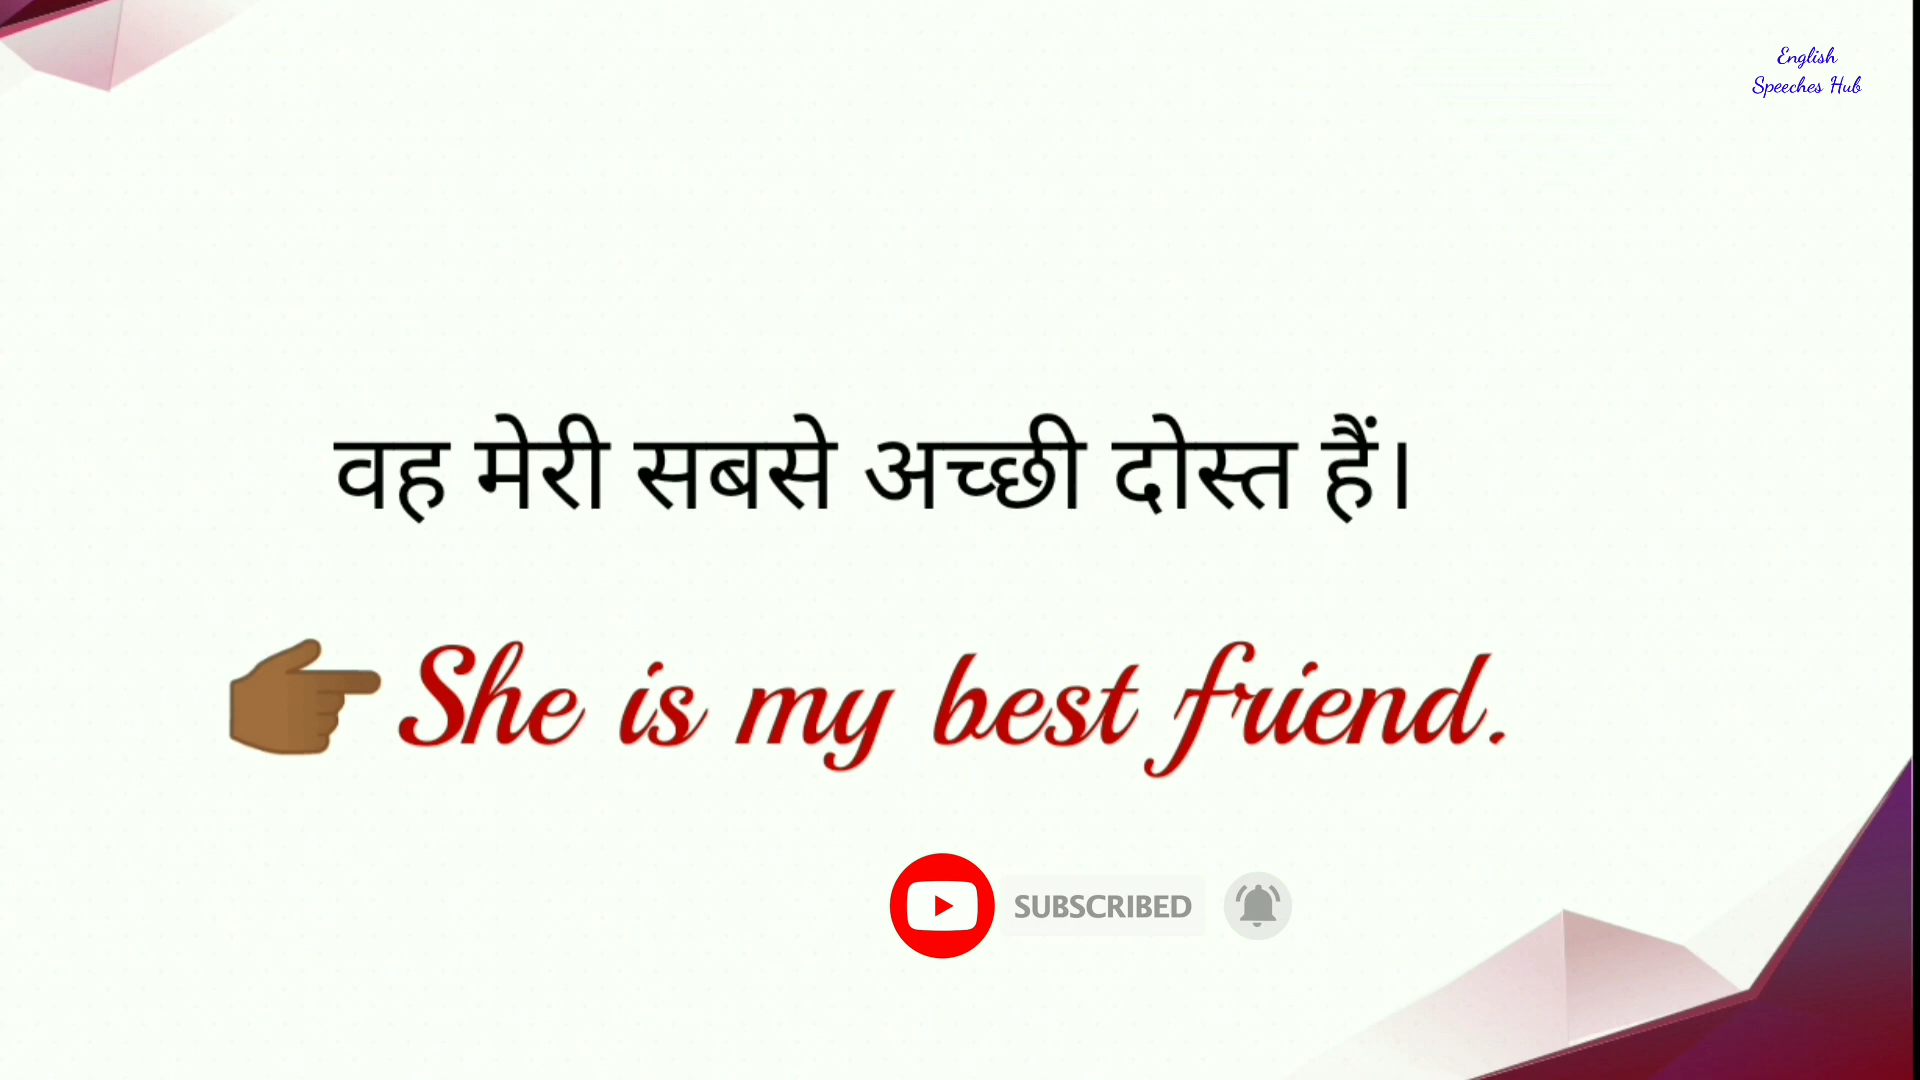 English
Speeches Hub
वह मेरी सबसे अच्छी दोस्त हैं।
She is my best friend.
SUBSCRIBED